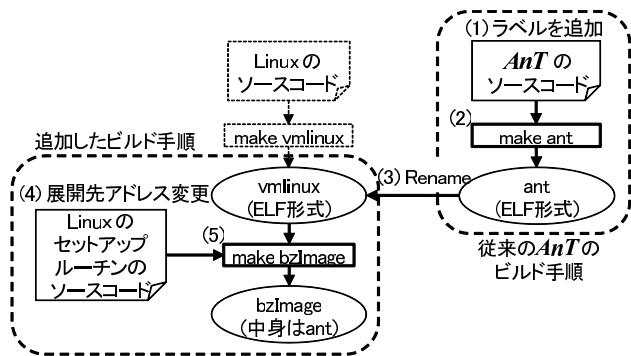 (1) ラベルを追加
AnT の
ソースコード
(2)
make ant
ant
(ELF形式)
従来のAnTの
ビルド手順
(3) Rename
Linuxの
ソースコード
make vmlinux
追加したビルド手順
vmlinux
(ELF形式)
(4) 展開先アドレス変更
Linuxの
セットアップ
ルーチンの
ソースコード
(5)
make bzImage
bzImage
(中身はant)